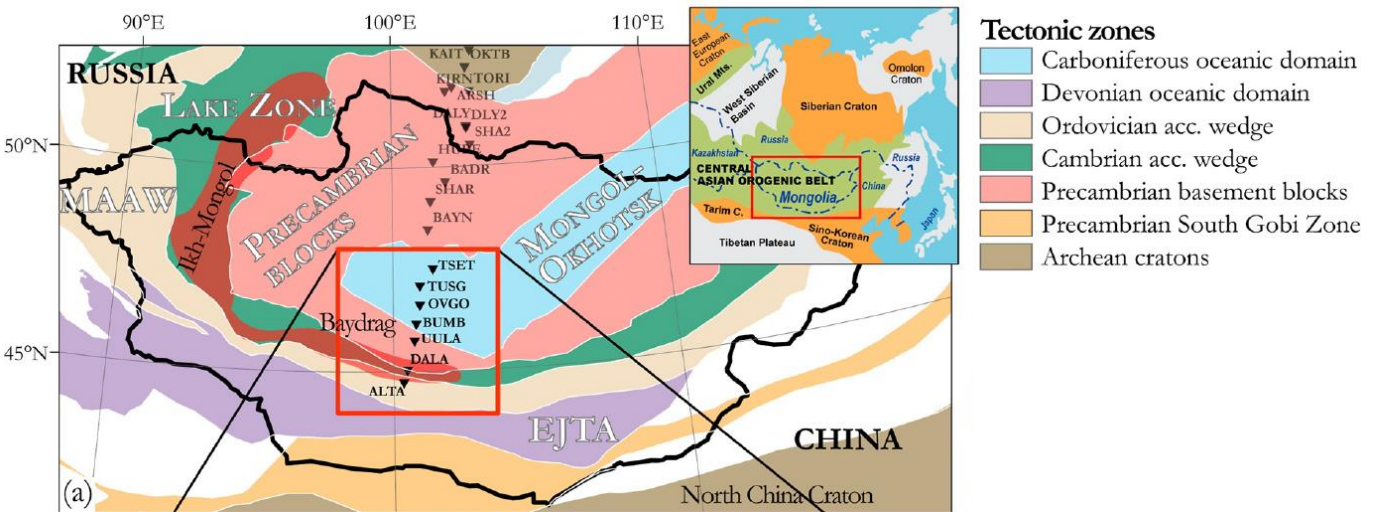 90°E
100°E
110°E
RUSSIA
LAKE ZONE
50°N
MAAW
Ikh-Mongol
PRECAMBRIAN
BLOCKS
MONGOL-
OKHOTSK
KAIT
OKTB
KIRN
TORI
ARSH
DALY
DLY2
SHA2
BADR
SHAR
BAYN
TSET
TUSG
OVGO
BUMB
UULA
DALA
ALTA
Baydrag
45°N
EJTA
CHINA
North China Craton
(a)
East
European
Craton
Ural Mts.
West Siberian
Basin
Siberian Craton
Omolon
Craton
Russia
Russia
Kazakhstan
CENTRAL
ASIAN OROGENIC BELT
Mongolia
China
Japan
Tarim C.
Sino-Korean
Craton
Tibetan Plateau
Tectonic zones
Carboniferous oceanic domain
Devonian oceanic domain
Ordovician acc. wedge
Cambrian acc. wedge
Precambrian basement blocks
Precambrian South Gobi Zone
Archean cratons